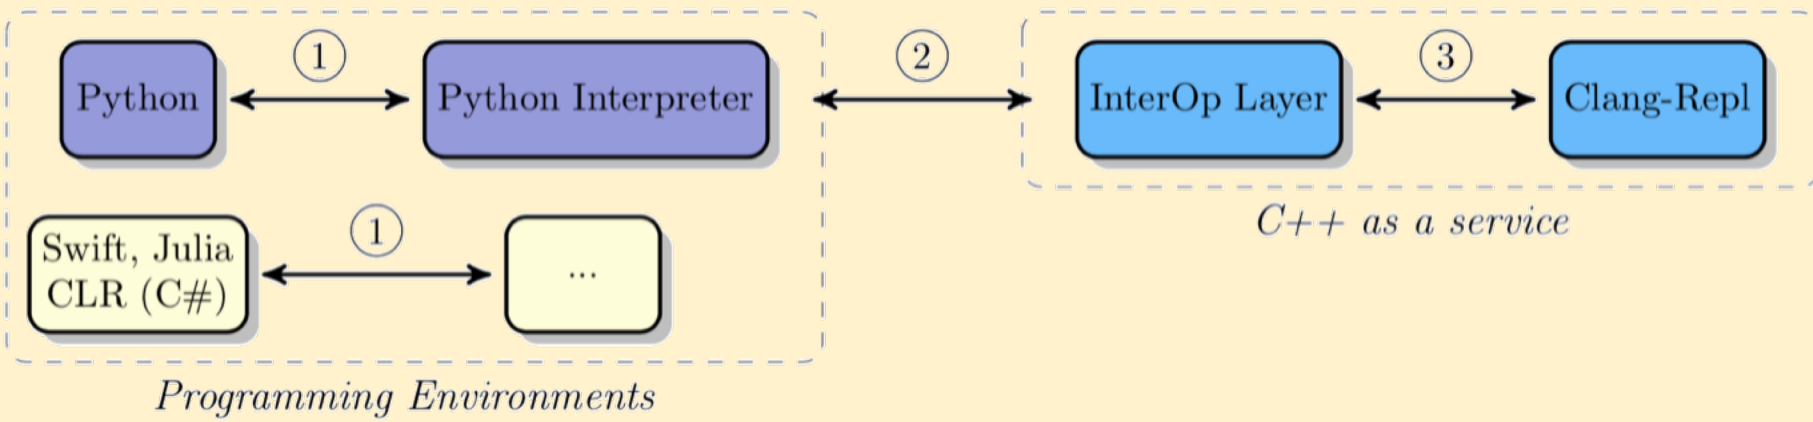 1
2
3
Python
Python Interpreter
InterOp Layer
Clang-Repl
1
Swift, Julia
CLR (C#)
...
C++ as a service
Programming Environments